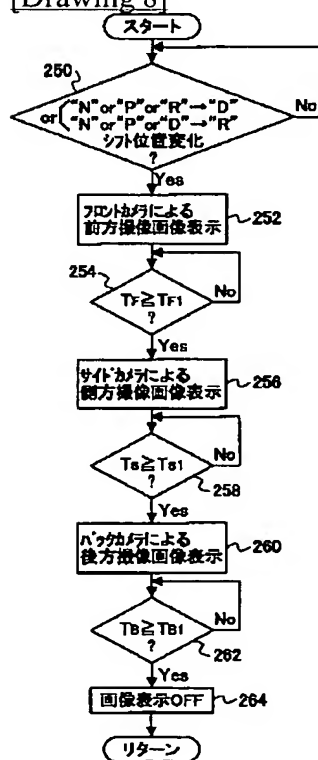 [Drawing 8]
スタート
250
or
"N" or "P" or "R" → "D"
"N" or "P" or "D" → "R"
シフト位置変化
?
No
Yes
フロントカメラによる
前方撮像画像表示
252
254
TF≧TF1
?
No
Yes
サイドカメラによる
側方撮像画像表示
256
TS≧TS1
?
No
258
Yes
バックカメラによる
後方撮像画像表示
260
TB≧TB1
?
No
262
Yes
画像表示OFF
264
リターン